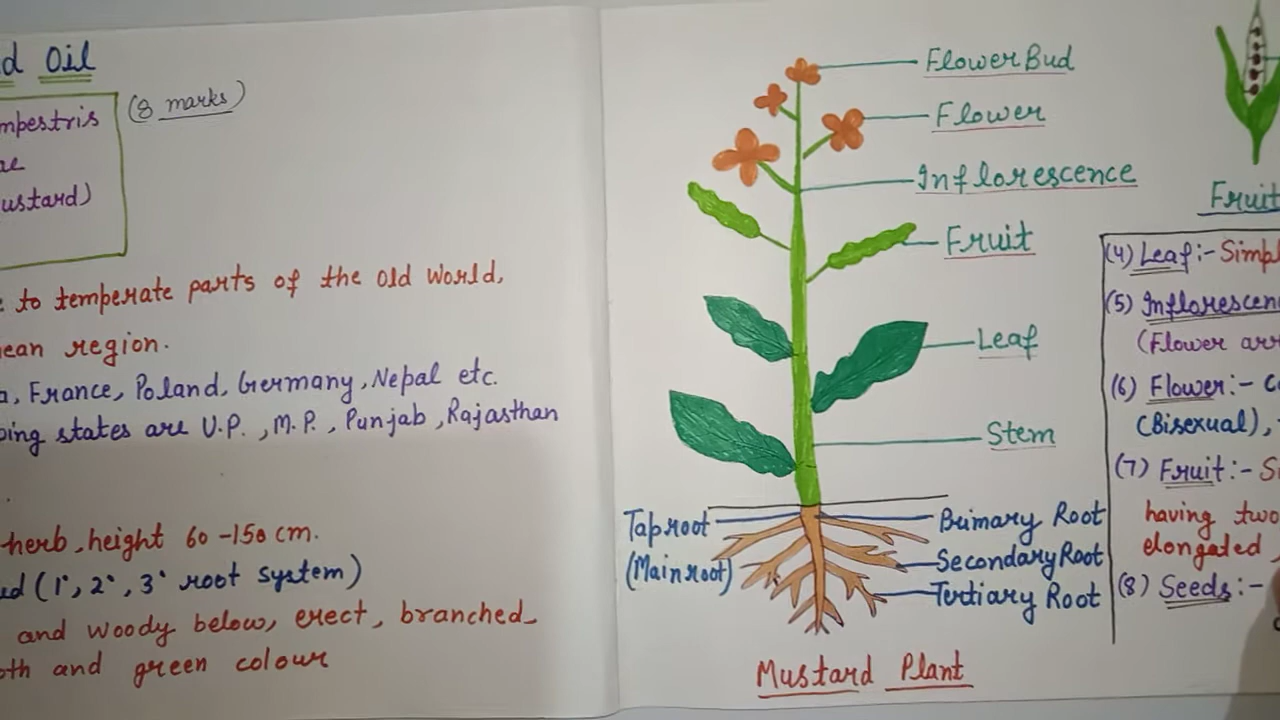 d Oil
(8 marks)
mpestris
ae
ustard)
to temperate parts of the old world,
ean region.
a, France, Poland, Germany, Nepal etc.
ing states are U.P., M.P., Punjab, Rajasthan
herb, height 60-150 cm.
ed (1°, 2°, 3° root system)
and woody below, erect, branched
oth and green colour
Flower Bud
Flower
Inflorescence
Fruit
Leaf
Stem
Taproot
(Main root)
Primary Root
Secondary Root
Tertiary Root
Mustard Plant
Fruit
(4) Leaf:- Simpl
(5) Inflorescen
(Flower arr
(6) Flower:- Co
(Bisexual),
(7) Fruit:- Si
having two
elongated,
(8) Seeds:-